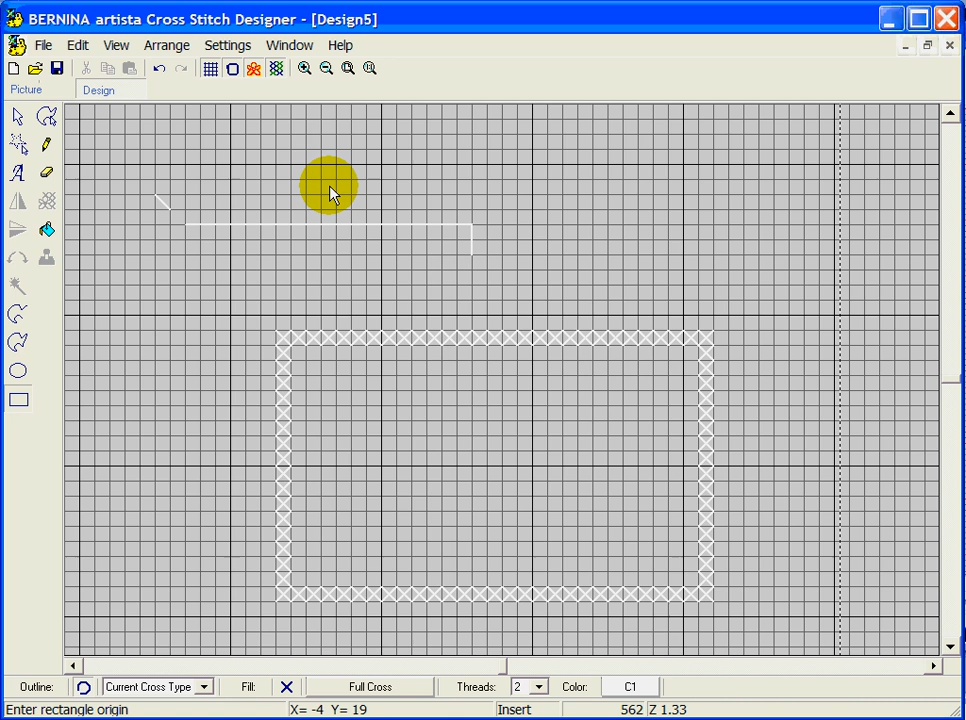 BERNINA artista Cross Stitch Designer - [Design5]
File Edit View Arrange Settings Window Help
Picture Design
Outline: Current Cross Type Fill: Full Cross Threads: 2 Color: C1
Enter rectangle origin X= -4 Y= 19 Insert 562 Z 1.33